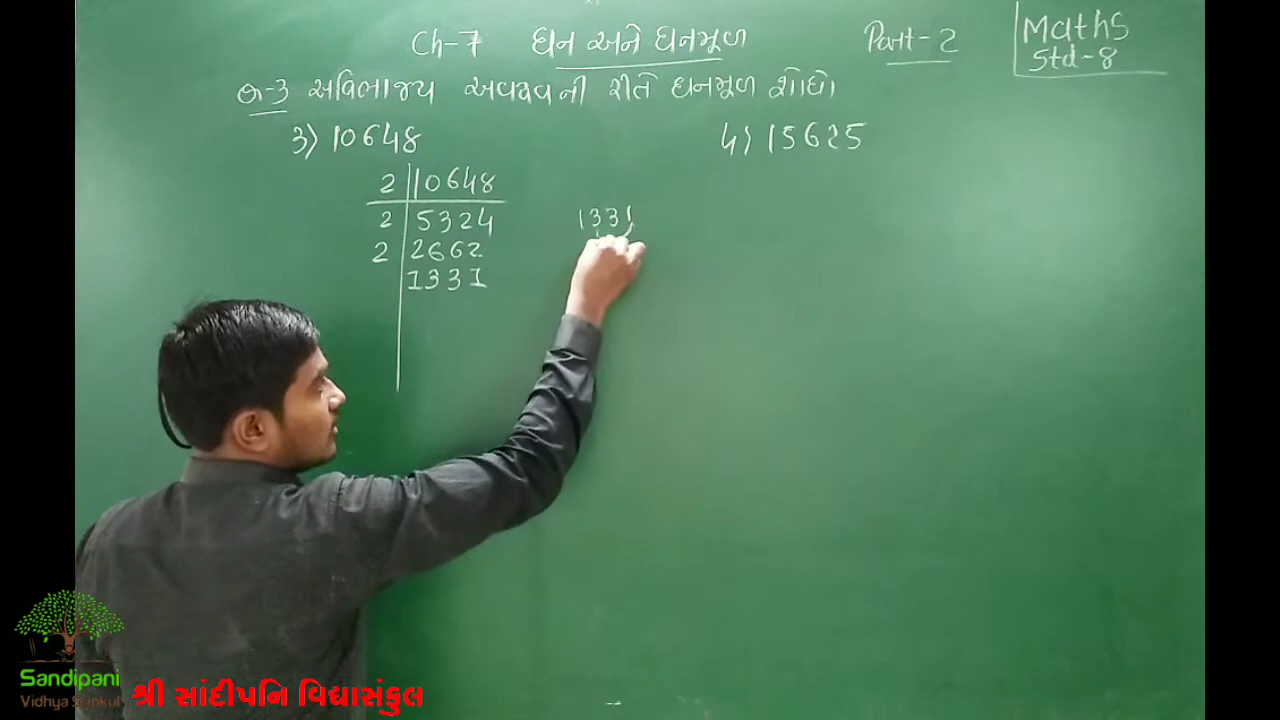 Ch-7 ઘન અને ઘનમૂળ Part-2
Maths
Std-8
દા-3 અવિભાજ્ય અવયવની રીતે ઘનમૂળ શોધો.
3) 10648
2 10648
2 5324
2 2662
1331
1331
4) 15625
Sandipani
Vidhya Sankul
શ્રી સાંદીપનિ વિદ્યાસંકુલ